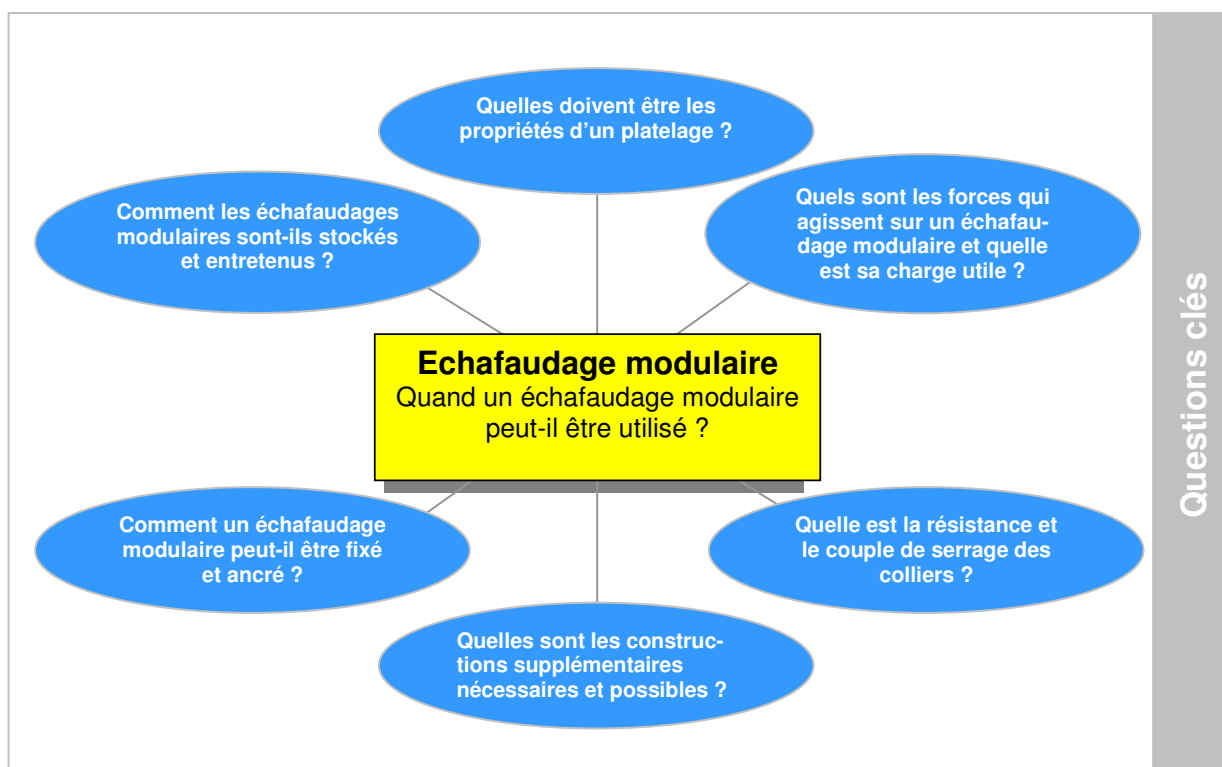 Quelles doivent être les
propriétés d'un platelage ?
Comment les échafaudages
modulaires sont-ils stockés
et entretenus ?
Quels sont les forces qui
agissent sur un échafau-
dage modulaire et quelle
est sa charge utile ?
Echafaudage modulaire
Quand un échafaudage modulaire
peut-il être utilisé ?
Comment un échafaudage
modulaire peut-il être fixé
et ancré ?
Quelle est la résistance et
le couple de serrage des
colliers ?
Quelles sont les construc-
tions supplémentaires
nécessaires et possibles ?
Questions clés